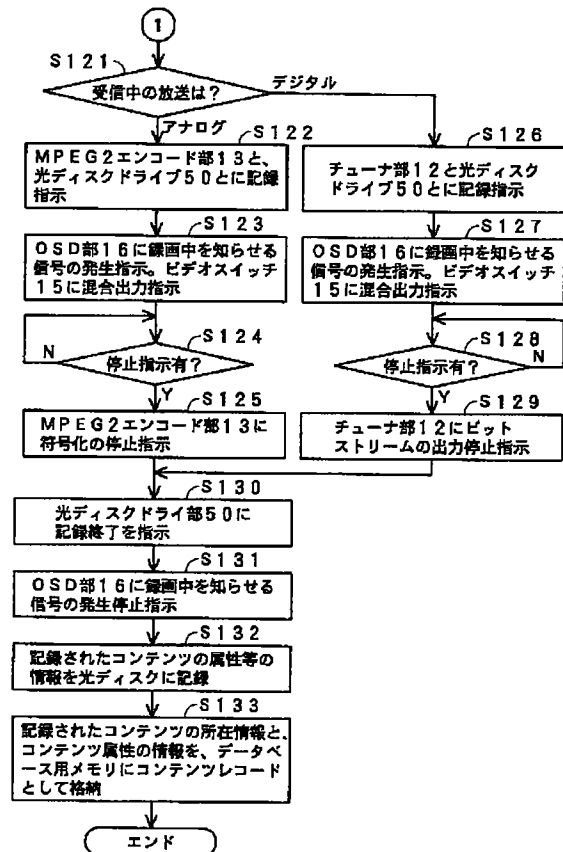 1
S121
受信中の放送は?
デジタル
アナログ
S122
MPEG2エンコード部13と、
光ディスクドライブ50とに記録
指示
S123
OSD部16に録画中を知らせる
信号の発生指示。ビデオスイッチ
15に混合出力指示
S124
N
停止指示有?
Y
S125
MPEG2エンコード部13に
符号化の停止指示
S126
チューナ部12と光ディスク
ドライブ50とに記録指示
S127
OSD部16に録画中を知らせる
信号の発生指示。ビデオスイッチ
15に混合出力指示
S128
停止指示有?
N
Y
S129
チューナ部12にビット
ストリームの出力停止指示
S130
光ディスクドライ部50に
記録終了を指示
S131
OSD部16に録画中を知らせる
信号の発生停止指示
S132
記録されたコンテンツの属性等の
情報を光ディスクに記録
S133
記録されたコンテンツの所在情報と、
コンテンツ属性の情報を、データベ
ース用メモリにコンテンツレコード
として格納
エンド